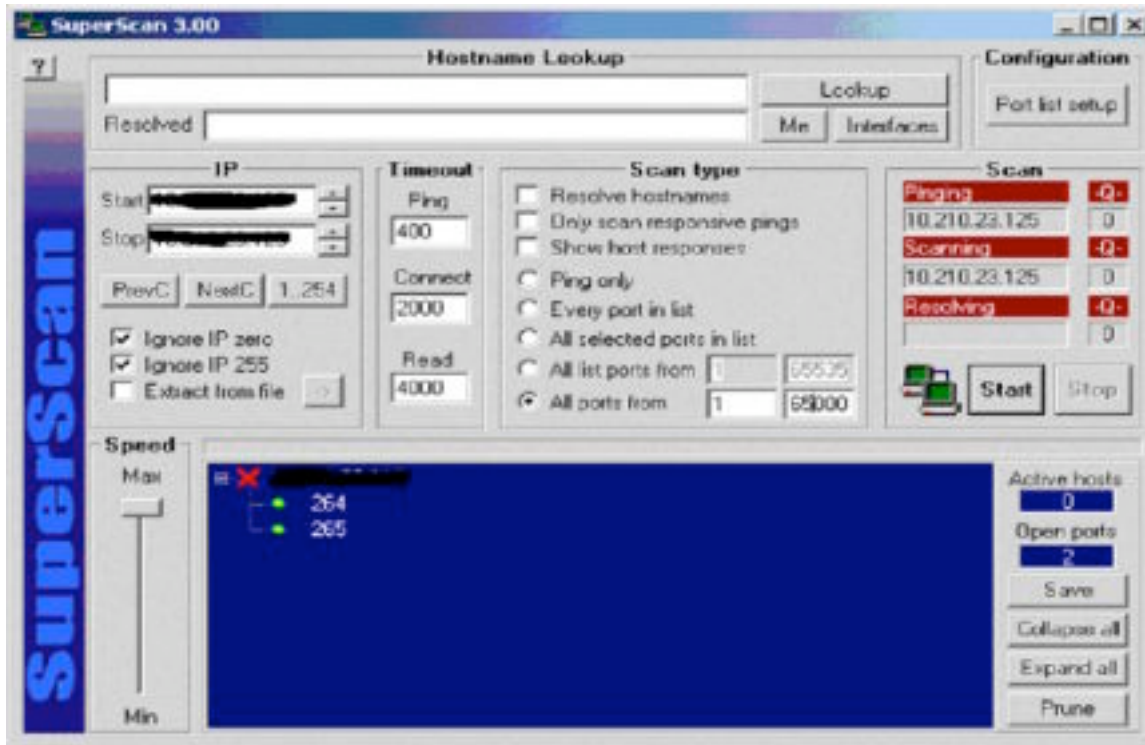 SuperScan 3.00
?
Hostname Lookup
Lookup
Resolved
Me
Interfaces
Configuration
Port list setup
IP
Start
Stop
PrevC
NextC
1..254
Ignore IP zero
Ignore IP 255
Extract from file
->
Timeout
Ping
400
Connect
2000
Read
4000
Scan type
Resolve hostnames
Only scan responsive pings
Show host responses
Ping only
Every port in list
All selected ports in list
All list ports from 1 65535
All ports from 1 65000
Scan
Pinging -Q-
10.210.23.125 0
Scanning -Q-
10.210.23.125 0
Resolving -Q-
0
Start
Stop
Speed
Max
Min
264
265
Active hosts
0
Open ports
2
Save
Collapse all
Expand all
Prune
SuperScan